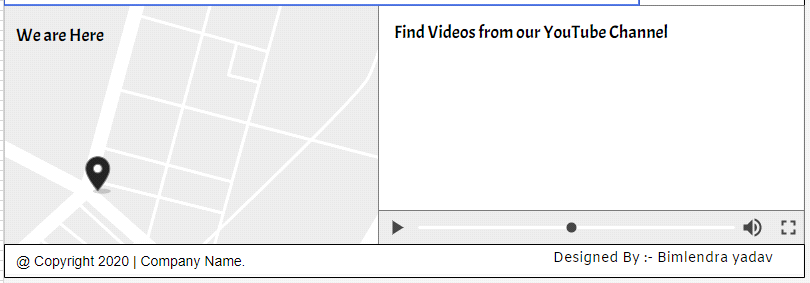 We are Here
Find Videos from our YouTube Channel
@ Copyright 2020 | Company Name.
Designed By :- Bimlendra yadav